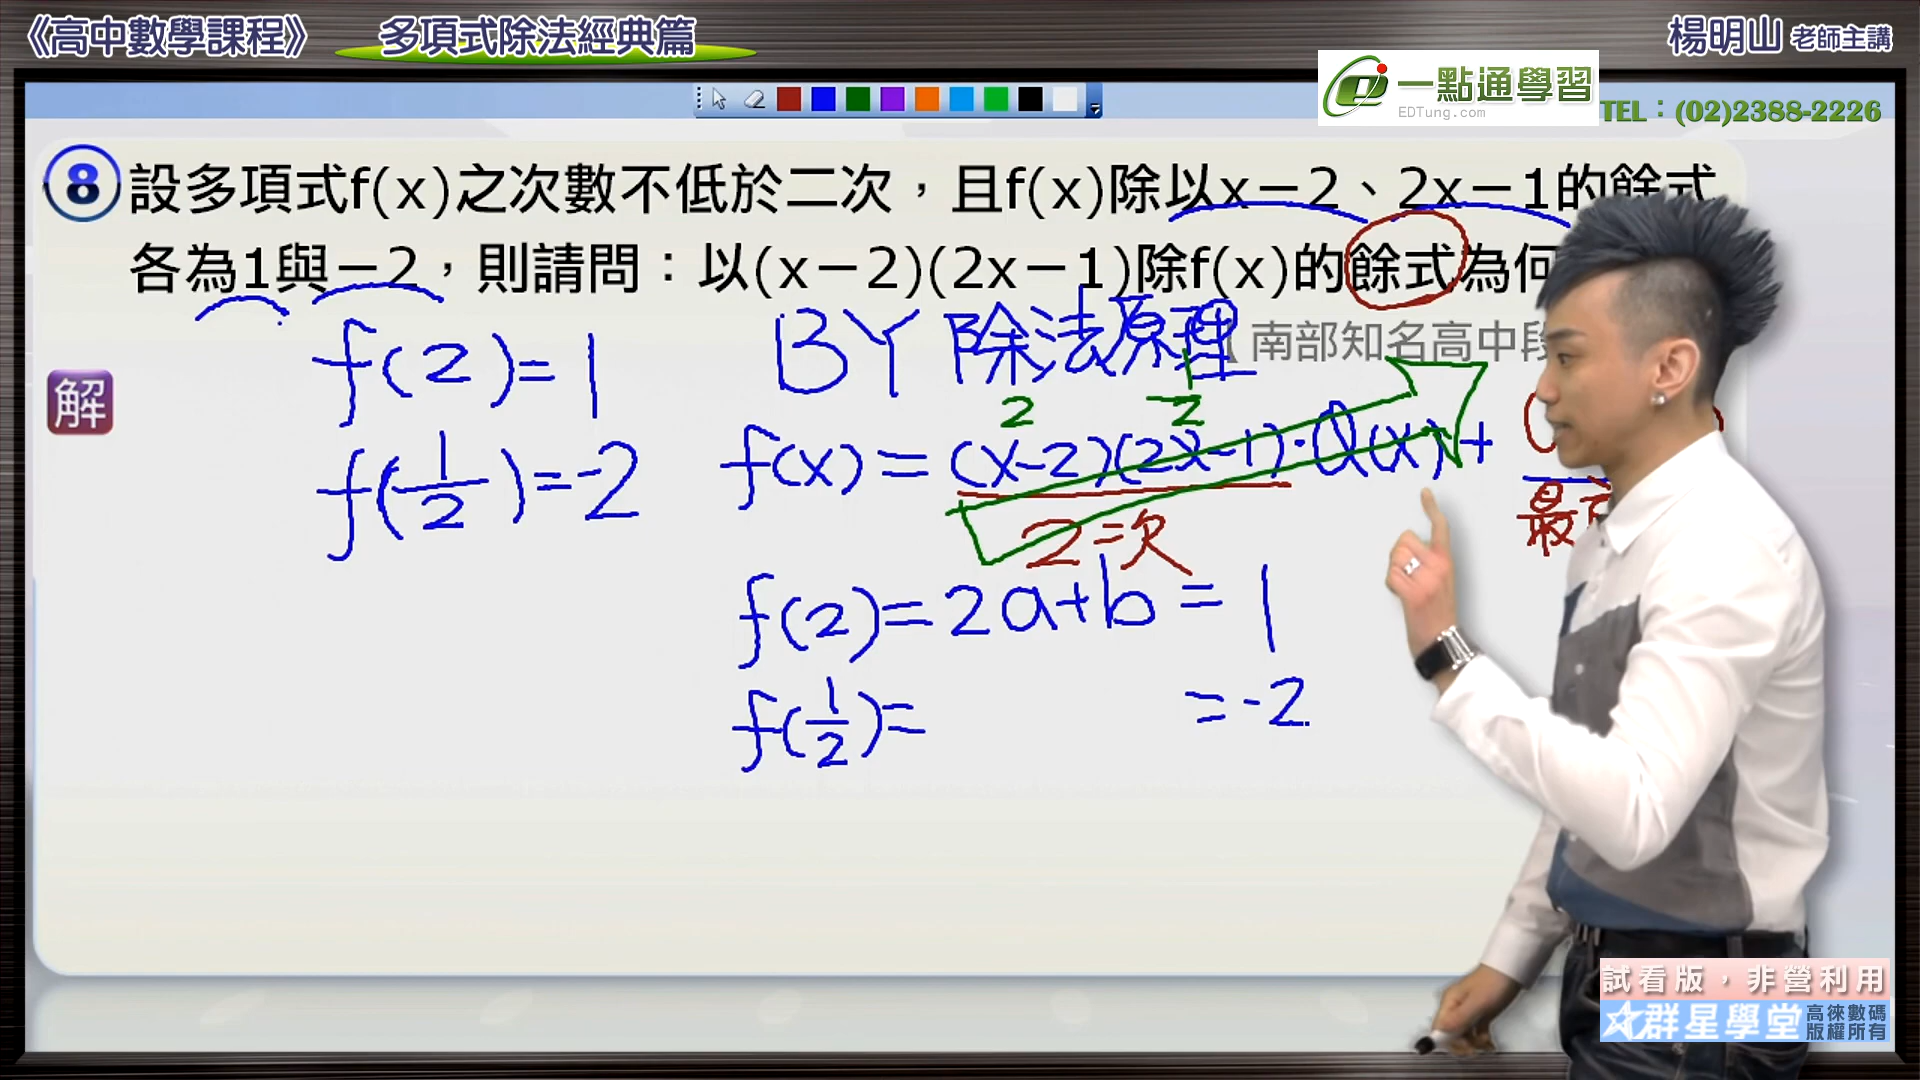 《高中數學課程》 多項式除法經典篇 楊明山 老師主講
一點通學習
EDTung.com
TEL：(02)2388-2226
8 設多項式f(x)之次數不低於二次，且f(x)除以x－2、2x－1的餘式
各為1與－2，則請問：以(x－2)(2x－1)除f(x)的餘式為何
南部知名高中段
解
f(2)=1
f(1/2)=-2
BY 除法原理
2 1/2
f(x)=(x-2)(2x-1)·Q(x)+
2=次
最
f(2)=2a+b=1
f(1/2)= =-2
試看版，非營利用
群星學堂 高徠數碼
版權所有